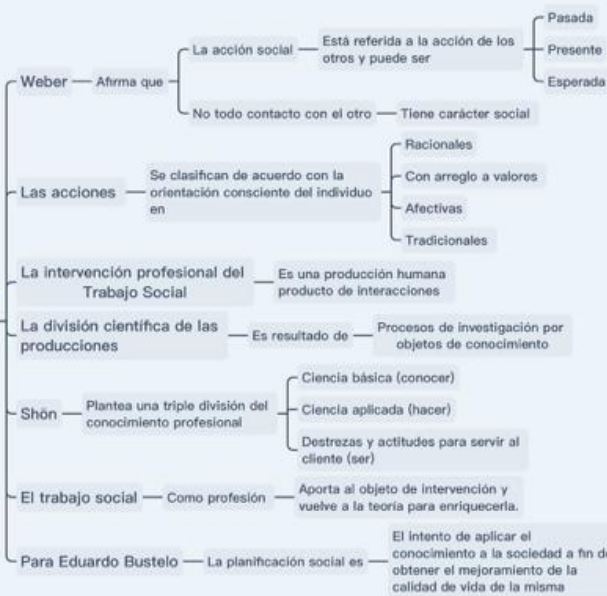 Weber
Afirma que
La acción social
Está referida a la acción de los
otros y puede ser
Pasada
Presente
Esperada
No todo contacto con el otro
Tiene carácter social
Las acciones
Se clasifican de acuerdo con la
orientación consciente del individuo
en
Racionales
Con arreglo a valores
Afectivas
Tradicionales
La intervención profesional del
Trabajo Social
Es una producción humana
producto de interacciones
La división científica de las
producciones
Es resultado de
Procesos de investigación por
objetos de conocimiento
Shön
Plantea una triple división del
conocimiento profesional
Ciencia básica (conocer)
Ciencia aplicada (hacer)
Destrezas y actitudes para servir al
cliente (ser)
El trabajo social
Como profesión
Aporta al objeto de intervención y
vuelve a la teoría para enriquecerla.
Para Eduardo Bustelo
La planificación social es
El intento de aplicar el
conocimiento a la sociedad a fin de
obtener el mejoramiento de la
calidad de vida de la misma